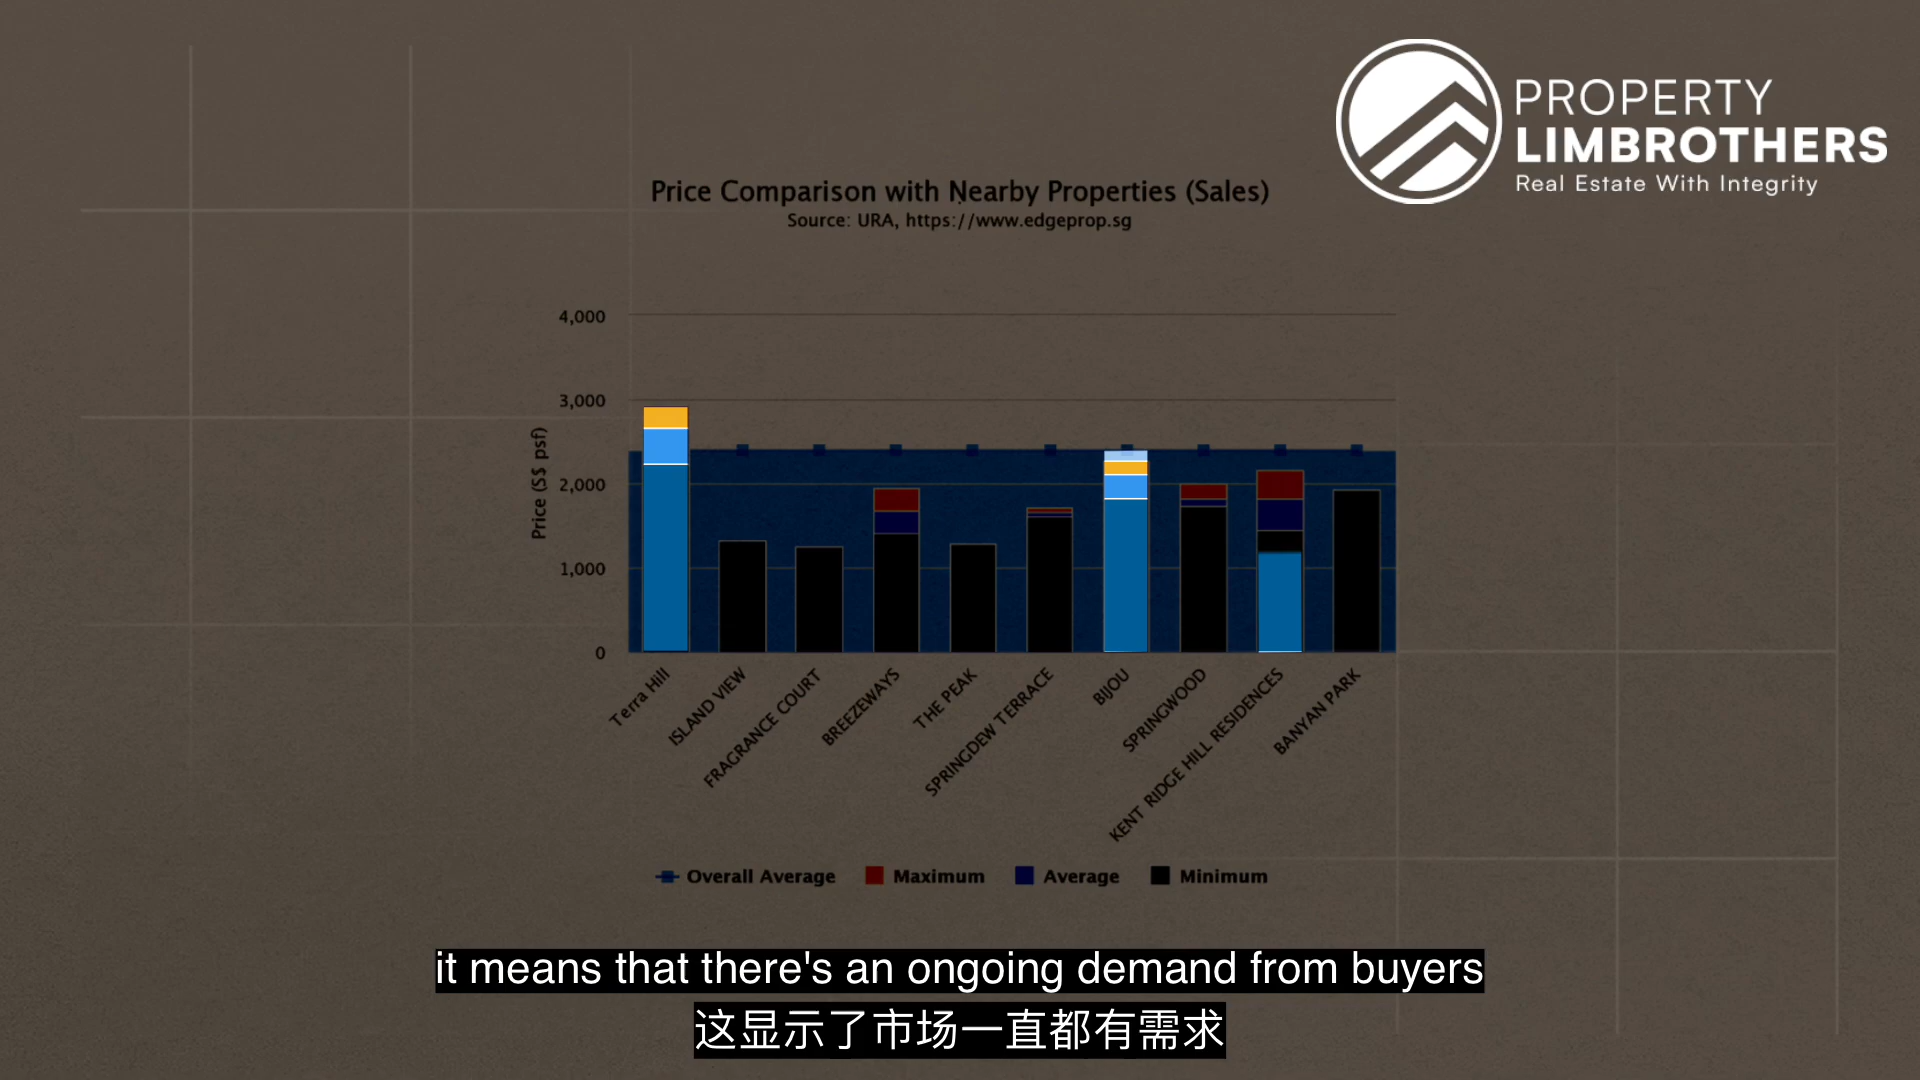 PROPERTY
LIMBROTHERS
Real Estate With Integrity
Price Comparison with Nearby Properties (Sales)
Source: URA, https://www.edgeprop.sg
Price (S$ psf)
4,000
3,000
2,000
1,000
0
Terra Hill
ISLAND VIEW
FRAGRANCE COURT
BREEZEWAYS
THE PEAK
SPRINGDEW TERRACE
BIJOU
SPRINGWOOD
KENT RIDGE HILL RESIDENCES
BANYAN PARK
Overall Average Maximum Average Minimum
it means that there's an ongoing demand from buyers
这显示了市场一直都有需求